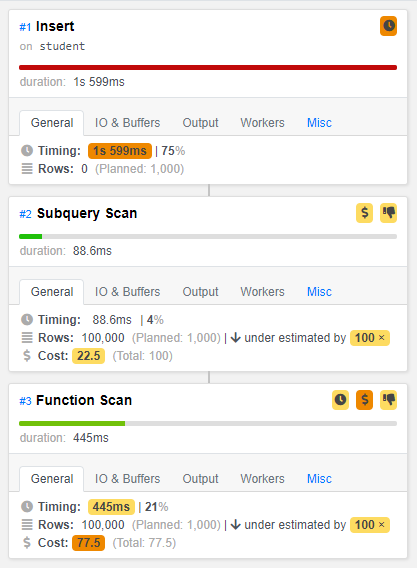 #1 Insert
on student
duration: 1s 599ms
General IO & Buffers Output Workers Misc
Timing: 1s 599ms | 75%
Rows: 0 (Planned: 1,000)
#2 Subquery Scan $
duration: 88.6ms
General IO & Buffers Output Workers Misc
Timing: 88.6ms | 4%
Rows: 100,000 (Planned: 1,000) | under estimated by 100 ×
$ Cost: 22.5 (Total: 100)
#3 Function Scan $
duration: 445ms
General IO & Buffers Output Workers Misc
Timing: 445ms | 21%
Rows: 100,000 (Planned: 1,000) | under estimated by 100 ×
$ Cost: 77.5 (Total: 77.5)